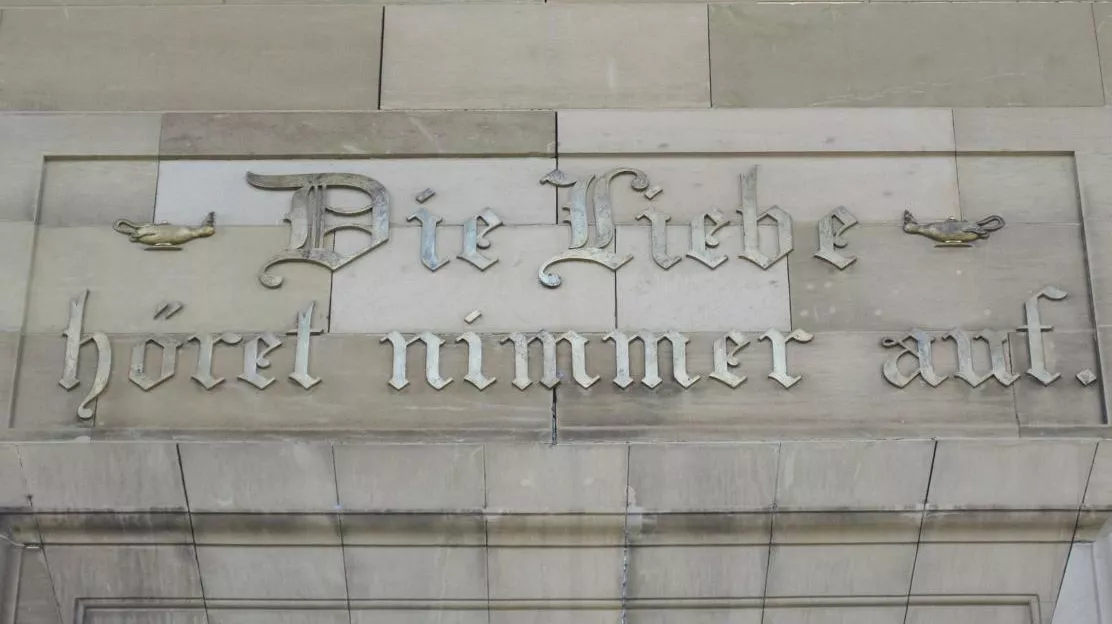 Die Liebe
höret nimmer auf.